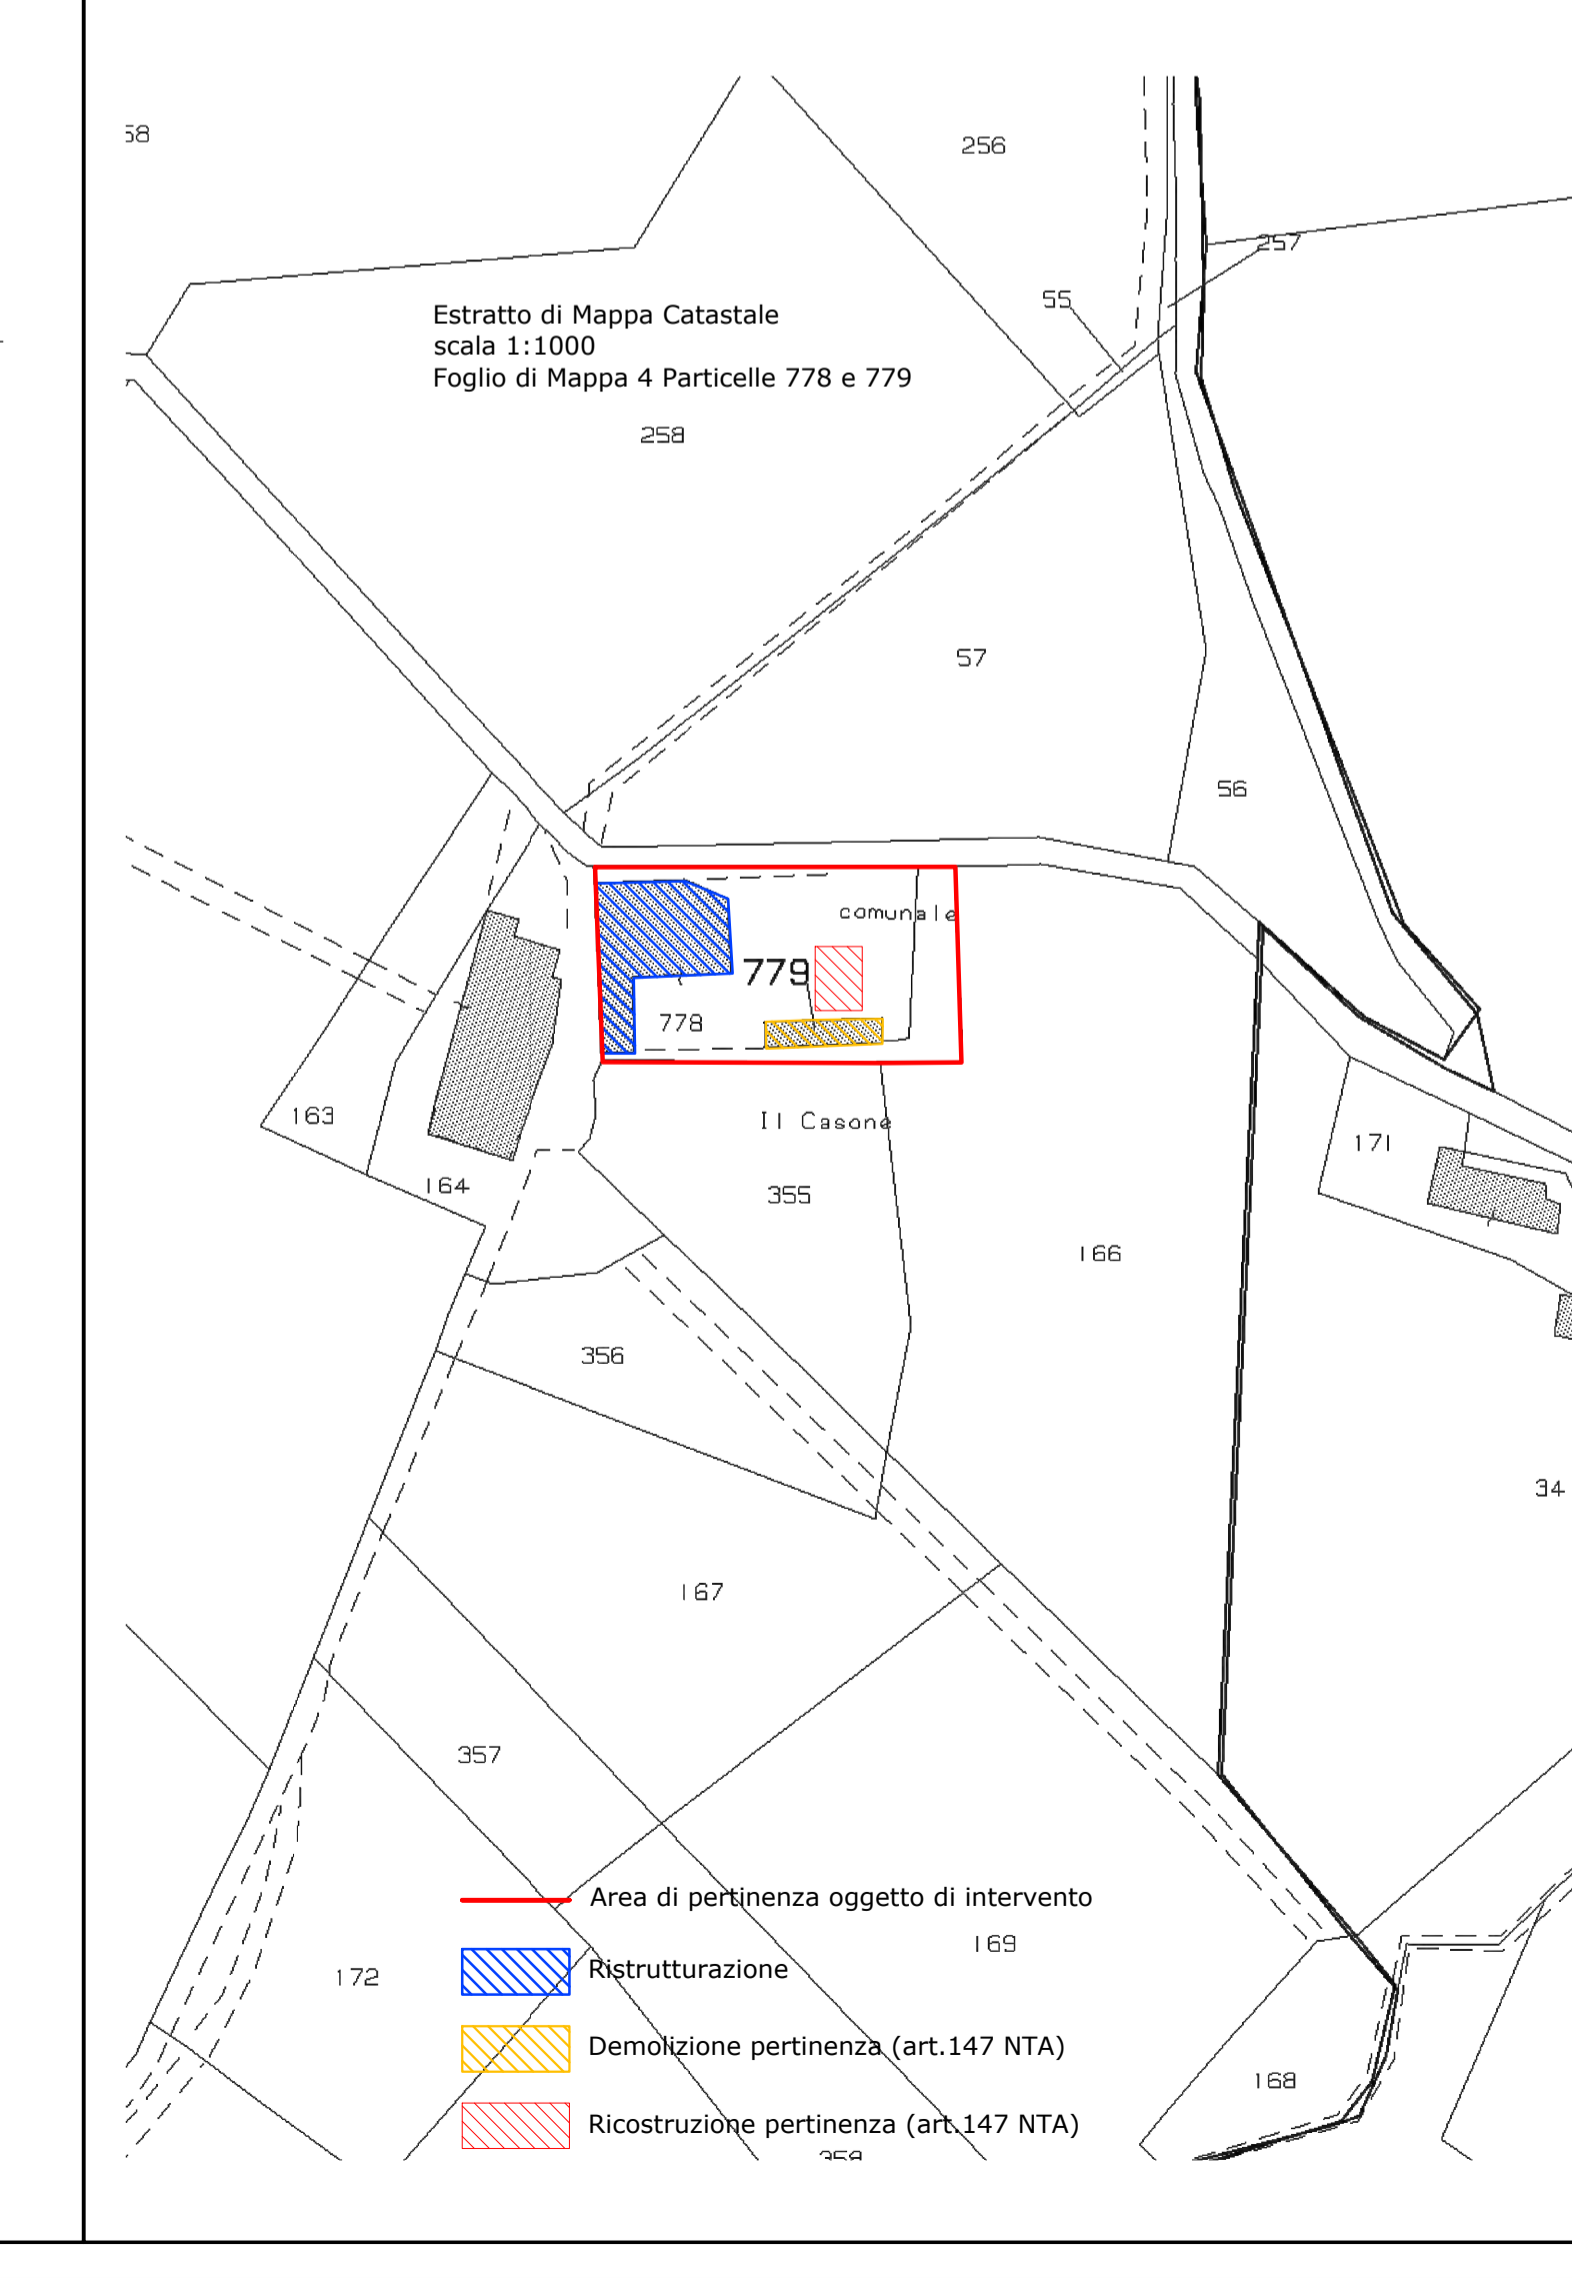 58
256
257
55
Estratto di Mappa Catastale
scala 1:1000
Foglio di Mappa 4 Particelle 778 e 779
258
57
56
comunale
779
778
163
Il Casone
171
164
355
166
356
34
167
357
Area di pertinenza oggetto di intervento
169
Ristrutturazione
172
Demolizione pertinenza (art.147 NTA)
168
Ricostruzione pertinenza (art.147 NTA)